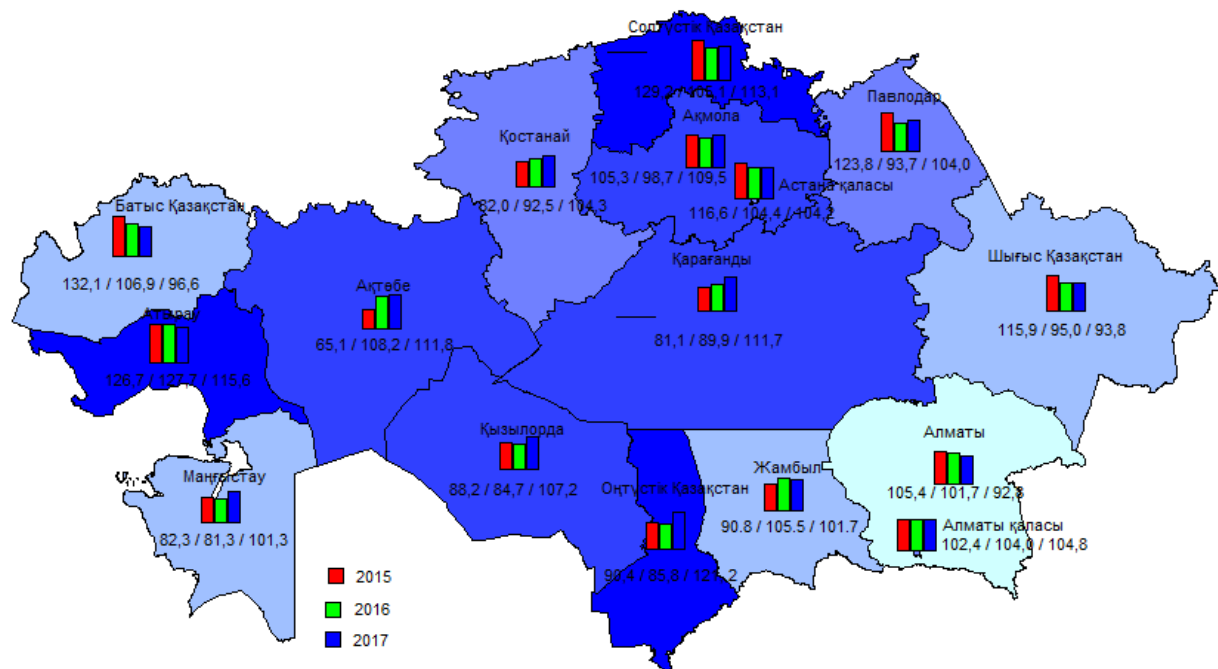 Солтүстік Қазақстан
129,2 / 105,1 / 113,1
Павлодар
123,8 / 93,7 / 104,0
Ақмола
105,3 / 98,7 / 109,5
Қостанай
82,0 / 92,5 / 104,3
Астана қаласы
116,6 / 104,4 / 104,2
Батыс Қазақстан
132,1 / 106,9 / 96,6
Шығыс Қазақстан
115,9 / 95,0 / 93,8
Қарағанды
81,1 / 89,9 / 111,7
Ақтөбе
65,1 / 108,2 / 111,8
Атырау
126,7 / 127,7 / 115,6
Қызылорда
88,2 / 84,7 / 107,2
Алматы
105,4 / 101,7 / 92,8
Жамбыл
90.8 / 105.5 / 101.7
Маңғыстау
82,3 / 81,3 / 101,3
Оңтүстік Қазақстан
90,4 / 85,8 /
Алматы қаласы
102,4 / 104,0 / 104,8
2015
2016
2017